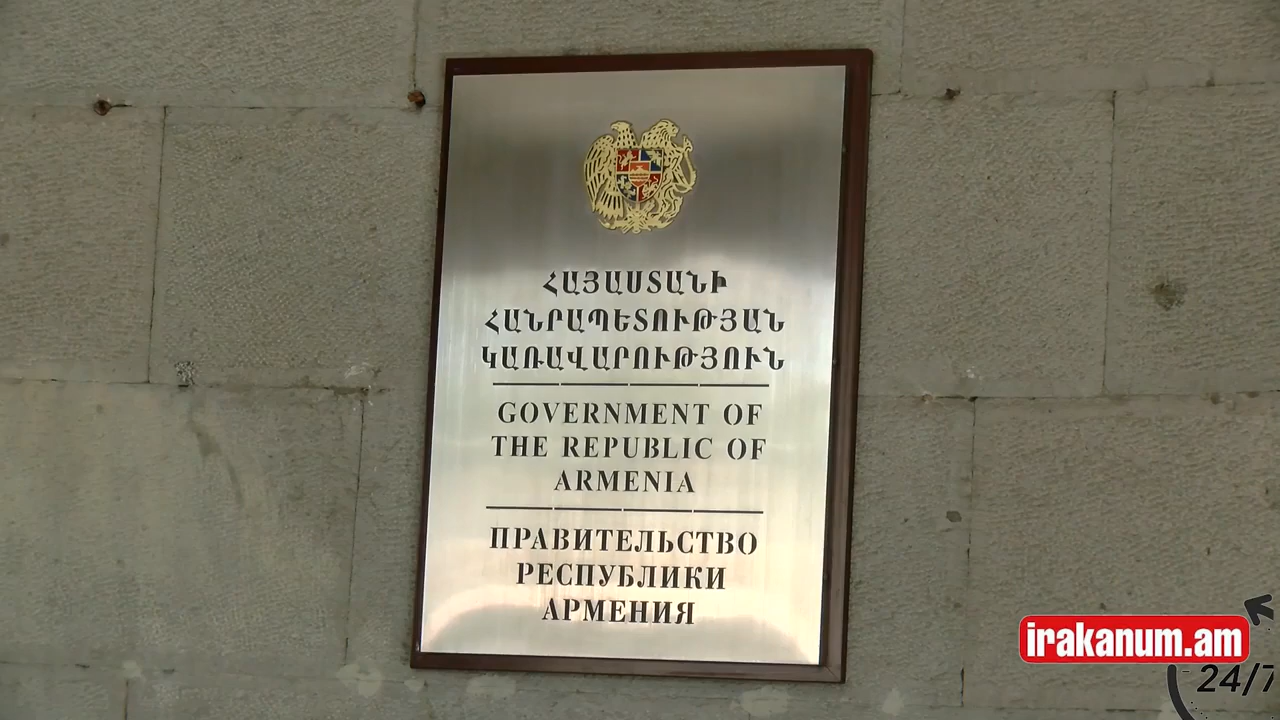 ՀԱՅԱՍՏԱՆԻ
ՀԱՆՐԱՊԵՏՈՒԹՅԱՆ
ԿԱՌԱՎԱՐՈՒԹՅՈՒՆ
GOVERNMENT OF
THE REPUBLIC OF
ARMENIA
ПРАВИТЕЛЬСТВО
РЕСПУБЛИКИ
АРМЕНИЯ
irakanum.am
24/7